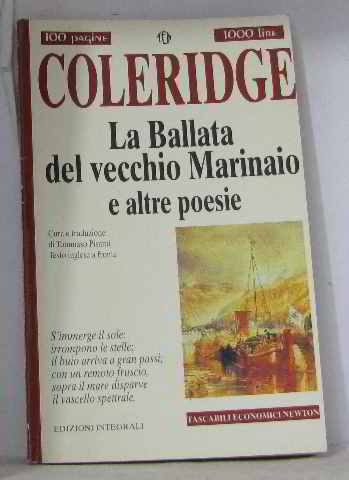 100 pagine
TEN
1000 lire
COLERIDGE
La Ballata
del vecchio Marinaio
e altre poesie
Cura e traduzione
di Tommaso Pisanti
Testo inglese a fronte
S'immerge il sole;
irrompono le stelle;
il buio arriva a gran passi;
con un remoto fruscio,
sopra il mare disparve
il vascello spettrale.
EDIZIONI INTEGRALI
TASCABILI ECONOMICI NEWTON